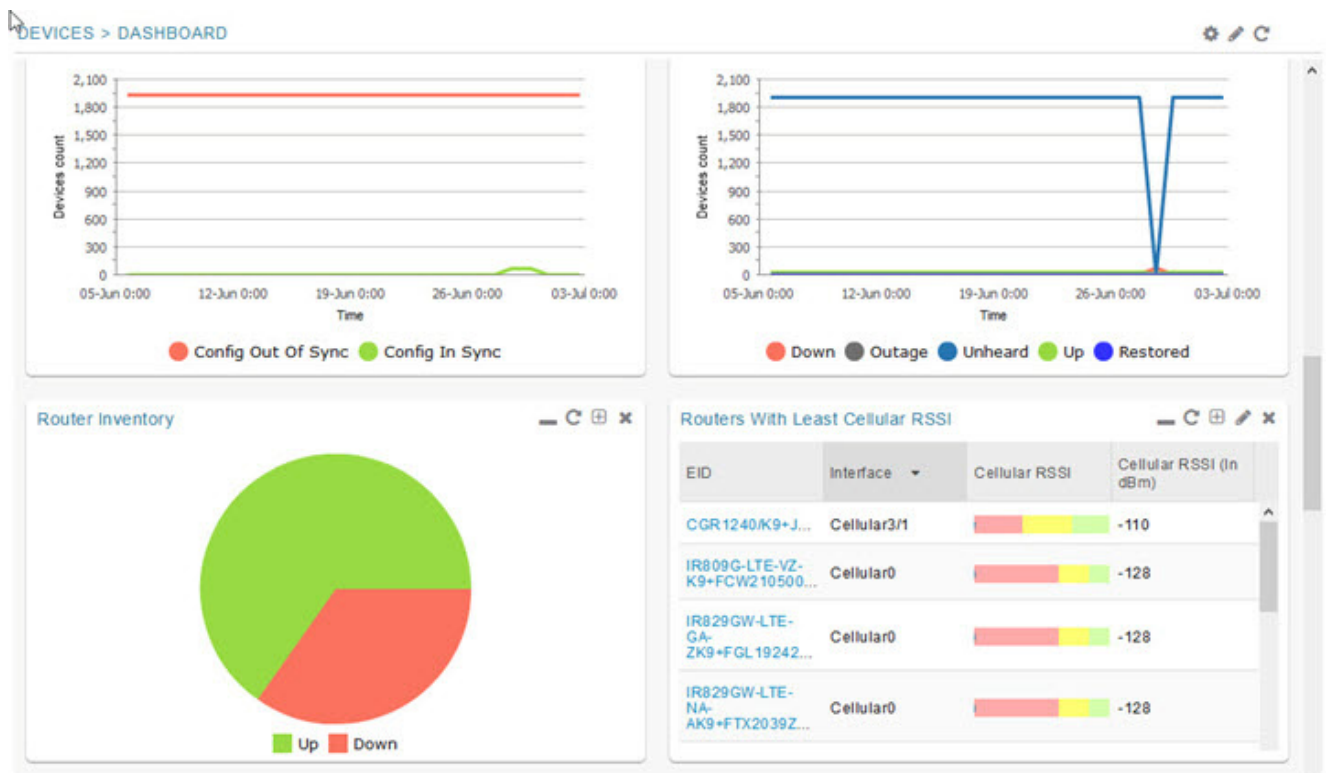 DEVICES > DASHBOARD
2,100
1,800
1,500
1,200
900
600
300
0
Devices count
05-Jun 0:00 12-Jun 0:00 19-Jun 0:00 26-Jun 0:00 03-Jul 0:00
Time
Config Out Of Sync Config In Sync
2,100
1,800
1,500
1,200
900
600
300
0
Devices count
05-Jun 0:00 12-Jun 0:00 19-Jun 0:00 26-Jun 0:00 03-Jul 0:00
Time
Down Outage Unheard Up Restored
Router Inventory
Up Down
Routers With Least Cellular RSSI
EID Interface Cellular RSSI Cellular RSSI (In
dBm)
CGR1240/K9+J... Cellular3/1 -110
IR809G-LTE-VZ-
K9+FCW210500... Cellular0 -128
IR829GW-LTE-
GA-
ZK9+FGL19242... Cellular0 -128
IR829GW-LTE-
NA-
AK9+FTX2039Z... Cellular0 -128